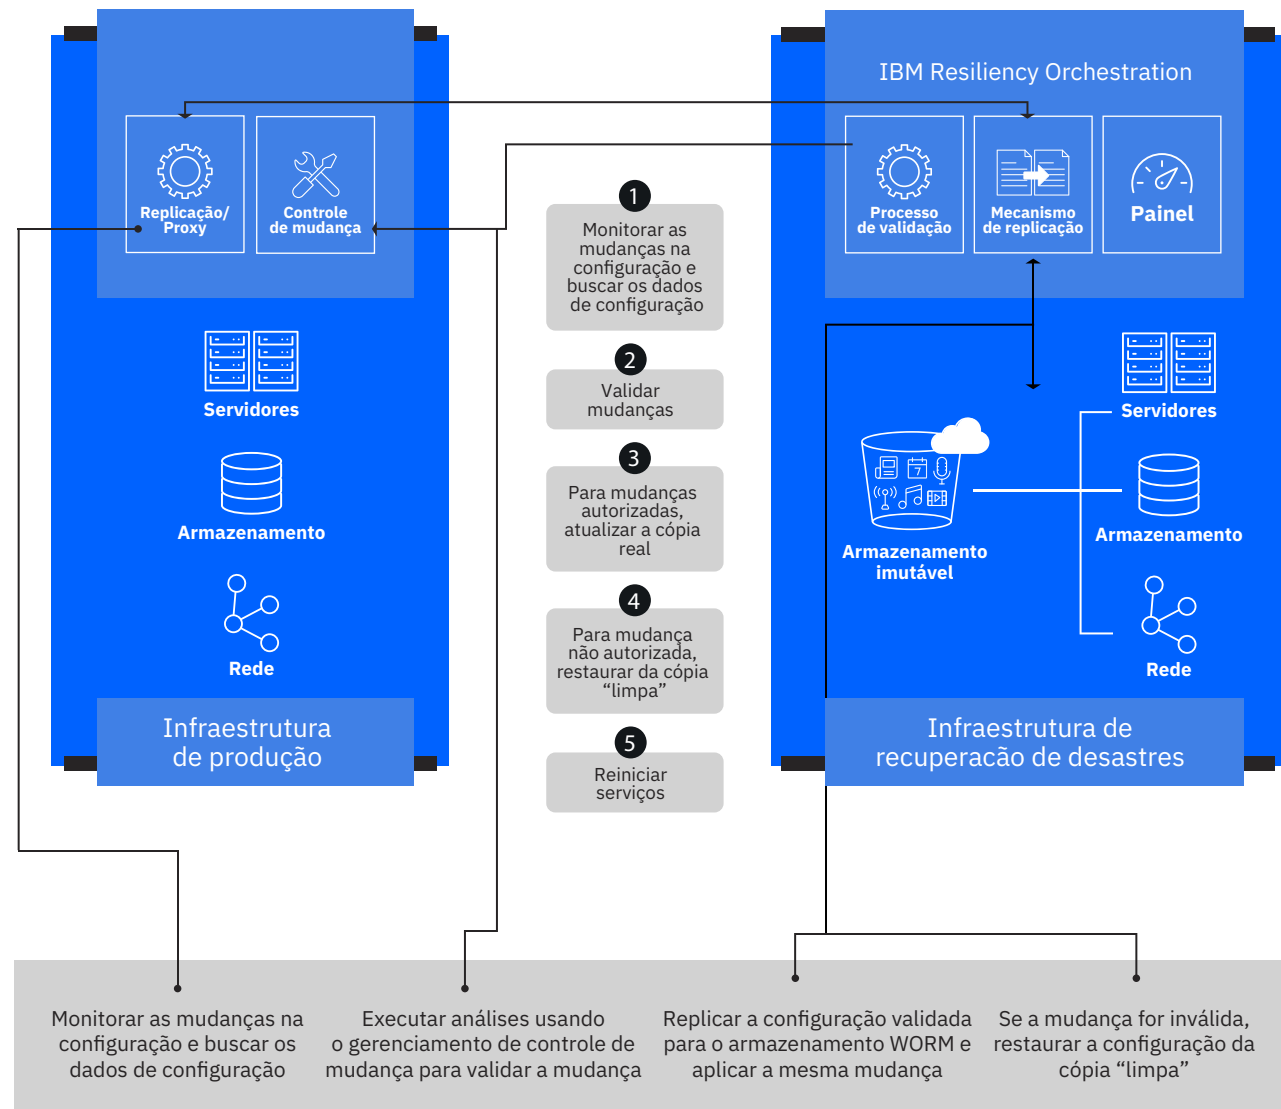 IBM Resiliency Orchestration
Replicação/
Proxy
Controle
de mudança
Processo
de validação
Mecanismo
de replicação
Painel
Servidores
Armazenamento
Rede
Infraestrutura
de produção
1
Monitorar as
mudanças na
configuração e
buscar os dados
de configuração
2
Validar
mudanças
3
Para mudanças
autorizadas,
atualizar a cópia
real
4
Para mudança
não autorizada,
restaurar da cópia
“limpa”
5
Reiniciar
serviços
7
Armazenamento
imutável
Servidores
Armazenamento
Rede
Infraestrutura de
recuperacão de desastres
Monitorar as mudanças na
configuração e buscar os
dados de configuração
Executar análises usando
o gerenciamento de controle de
mudança para validar a mudança
Replicar a configuração validada
para o armazenamento WORM e
aplicar a mesma mudança
Se a mudança for inválida,
restaurar a configuração da
cópia “limpa”